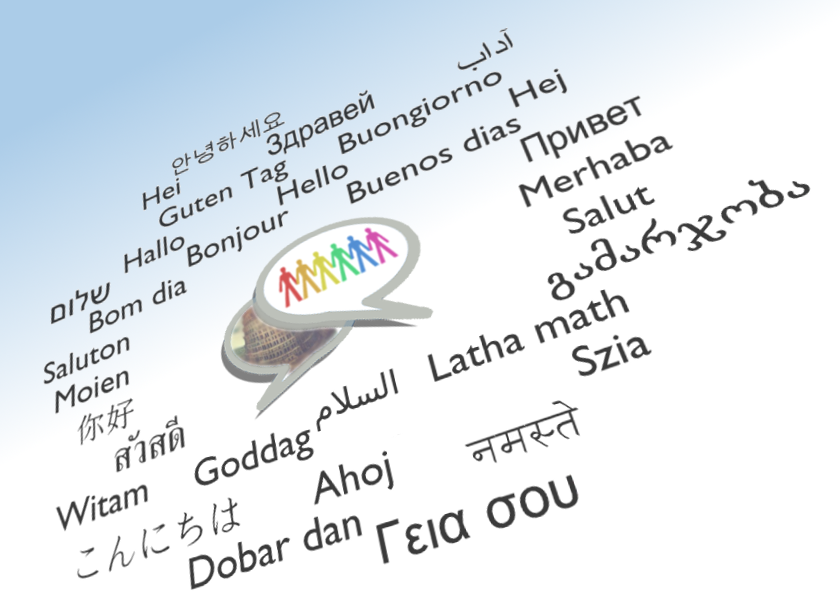 آداب
안녕하세요
Здравей
Buongiorno
Hej
Hei
Guten Tag
Hello
Buenos dias
Привет
Merhaba
Hallo
Bonjour
Salut
გამარჯობა
שלום
Bom dia
Saluton
Moien
Latha math
Szia
你好
สวัสดี
Goddag
السلام
नमस्ते
Witam
Ahoj
こんにちは
Dobar dan
Γεια σου